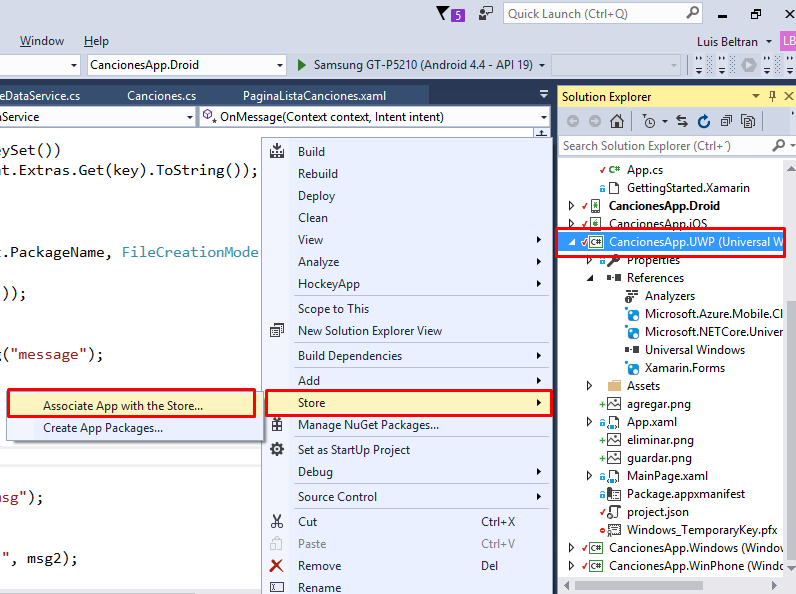 5
Quick Launch (Ctrl+Q)
Window Help
Luis Beltran LB
CancionesApp.Droid
Samsung GT-P5210 (Android 4.4 - API 19)
eDataService.cs Canciones.cs PaginaListaCanciones.xaml
Service
OnMessage(Context context, Intent intent)
eySet())
t.Extras.Get(key).ToString());
t.PackageName, FileCreationMode
));
g("message");
msg");
", msg2);
Build
Rebuild
Deploy
Clean
View
Analyze
HockeyApp
Scope to This
New Solution Explorer View
Build Dependencies
Add
Store
Manage NuGet Packages...
Set as StartUp Project
Debug
Source Control
Cut Ctrl+X
Paste Ctrl+V
Remove Del
Rename
Associate App with the Store...
Create App Packages...
Solution Explorer
Search Solution Explorer (Ctrl+´)
C# App.cs
GettingStarted.Xamarin
CancionesApp.Droid
CancionesApp.iOS
C# CancionesApp.UWP (Universal W
Properties
References
Analyzers
Microsoft.Azure.Mobile.Cl
Microsoft.NETCore.Univer
Universal Windows
Xamarin.Forms
Assets
agregar.png
App.xaml
eliminar.png
guardar.png
MainPage.xaml
Package.appxmanifest
project.json
Windows_TemporaryKey.pfx
C# CancionesApp.Windows (Windov
C# CancionesApp.WinPhone (Windo